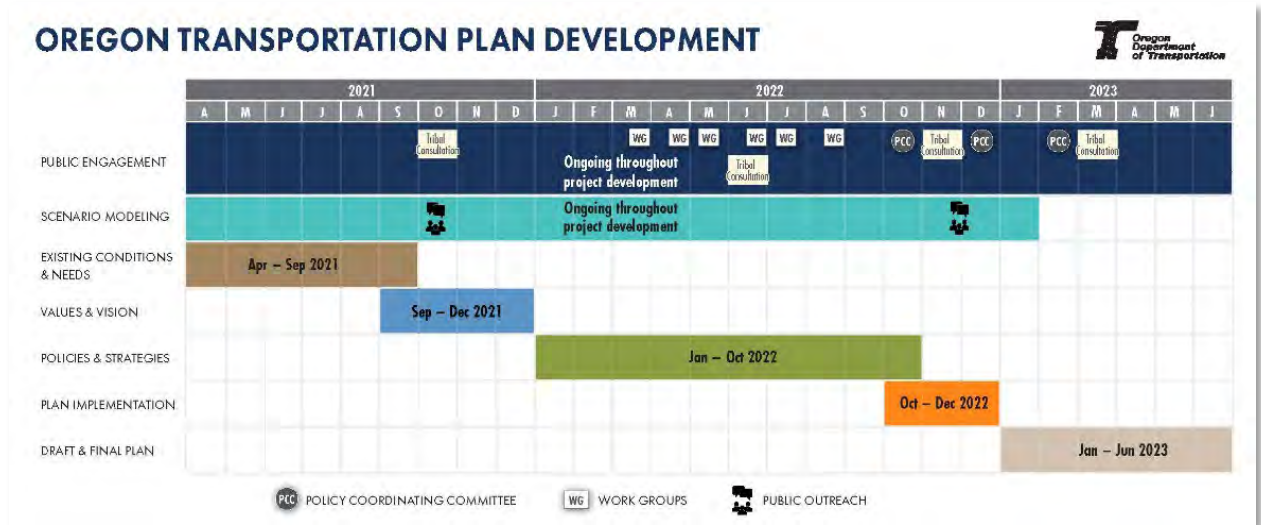 OREGON TRANSPORTATION PLAN DEVELOPMENT
Oregon
Department
of Transportation
2021 2022 2023
A M J J A S O N D J F M A M J J A S O N D J F M A M J
PUBLIC ENGAGEMENT
Tribal
Consultation
WG WG WG WG WG WG
PCC
Tribal
Consultation
PCC
PCC
Tribal
Consultation
Ongoing throughout
project development
Tribal
Consultation
SCENARIO MODELING
Ongoing throughout
project development
EXISTING CONDITIONS
& NEEDS
Apr – Sep 2021
VALUES & VISION
Sep – Dec 2021
POLICIES & STRATEGIES
Jan – Oct 2022
PLAN IMPLEMENTATION
Oct – Dec 2022
DRAFT & FINAL PLAN
Jan – Jun 2023
PCC POLICY COORDINATING COMMITTEE
WG WORK GROUPS
PUBLIC OUTREACH